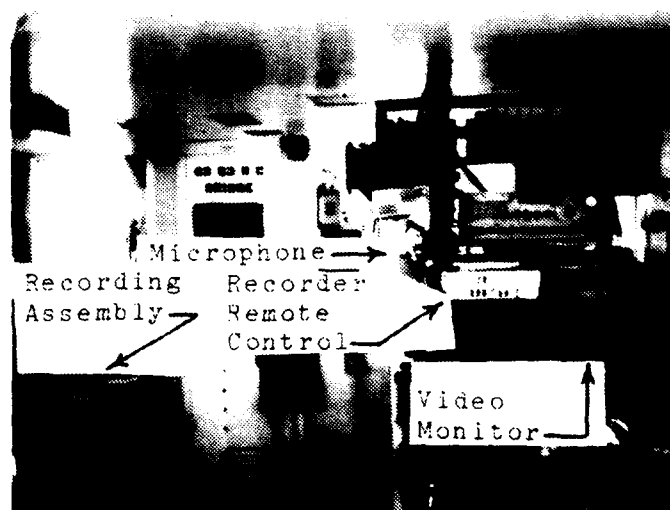 Microphone
Recording
Assembly
Recorder
Remote
Control
Video
Monitor